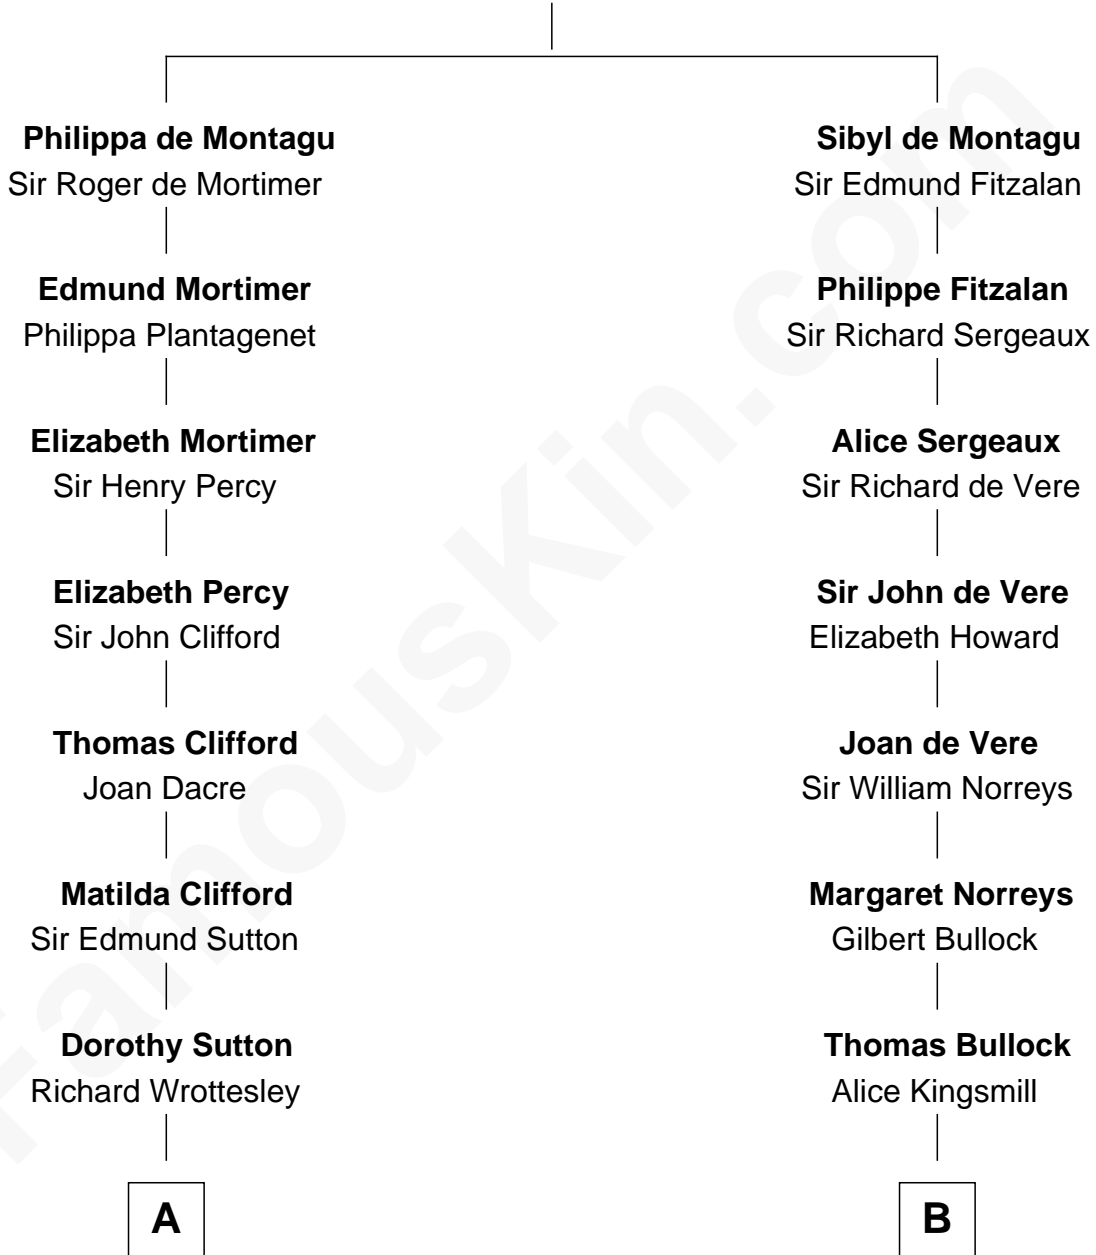 Philippa de Montagu
Sir Roger de Mortimer
Sibyl de Montagu
Sir Edmund Fitzalan
Edmund Mortimer
Philippa Plantagenet
Philippe Fitzalan
Sir Richard Sergeaux
Elizabeth Mortimer
Sir Henry Percy
Alice Sergeaux
Sir Richard de Vere
Elizabeth Percy
Sir John Clifford
Sir John de Vere
Elizabeth Howard
Thomas Clifford
Joan Dacre
Joan de Vere
Sir William Norreys
Matilda Clifford
Sir Edmund Sutton
Margaret Norreys
Gilbert Bullock
Dorothy Sutton
Richard Wrottesley
Thomas Bullock
Alice Kingsmill
A
B
FamousKin.com